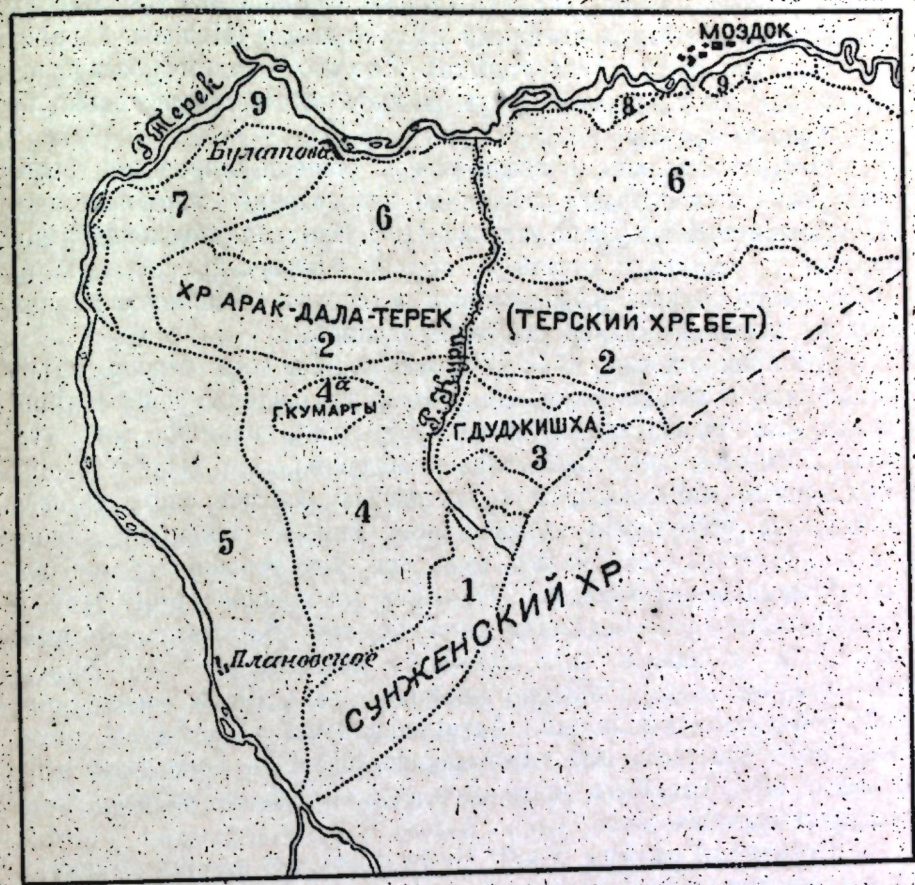 МОЗДОК
Р. Терек
9
8
9
Булатово
7
6
6
ХР АРАК-ДАЛА-ТЕРЕК
(ТЕРСКИЙ ХРЕБЕТ)
2
2
Р. Курп
4а
Г. КУМАРГЫ
Г. ДУДЖИШХА
3
4
5
1
СУНЖЕНСКИЙ ХР.
Плановское